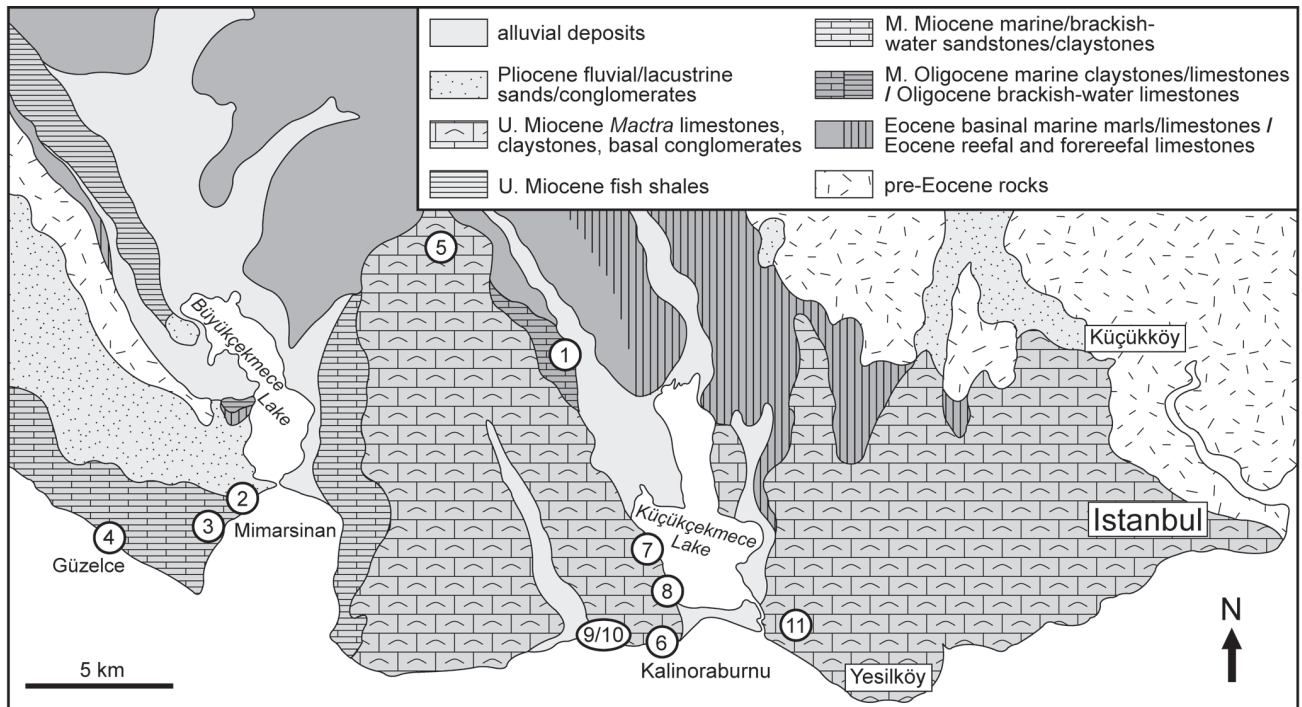 alluvial deposits
Pliocene fluvial/lacustrine
sands/conglomerates
U. Miocene Mactra limestones,
claystones, basal conglomerates
U. Miocene fish shales
M. Miocene marine/brackish-
water sandstones/claystones
M. Oligocene marine claystones/limestones
/ Oligocene brackish-water limestones
Eocene basinal marine marls/limestones /
Eocene reefal and forereefal limestones
pre-Eocene rocks
5
Büyükçekmece
Lake
1
Küçükköy
2
Mimarsinan
3
4
Güzelce
Küçükçekmece
Lake
Istanbul
7
8
9/10
6
Kalinoraburnu
11
Yesilköy
N
5 km